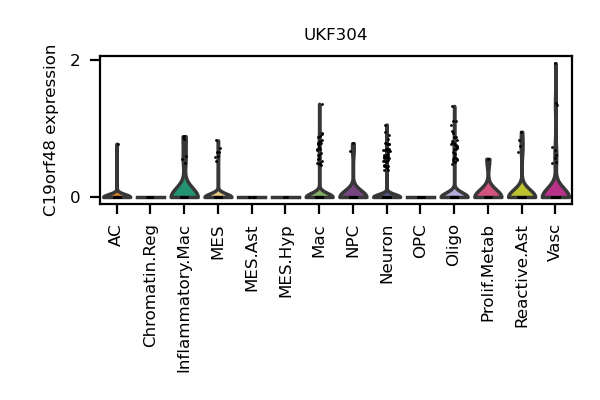 UKF304
C19orf48 expression
2
0
AC
Chromatin.Reg
Inflammatory.Mac
MES
MES.Ast
MES.Hyp
Mac
NPC
Neuron
OPC
Oligo
Prolif.Metab
Reactive.Ast
Vasc